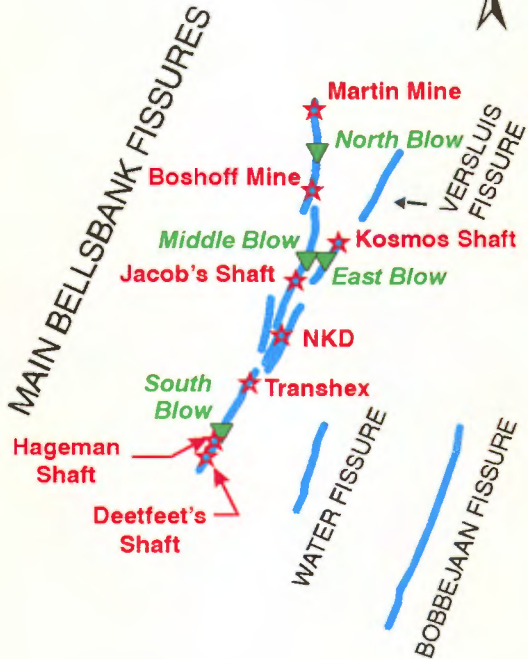 MAIN BELLSBANK FISSURES
Martin Mine
North Blow
VERSLUIS
FISSURE
Boshoff Mine
Middle Blow
Kosmos Shaft
Jacob's Shaft
East Blow
NKD
South
Blow
Transhex
Hageman
Shaft
Deetfeet's
Shaft
WATER FISSURE
BOBBEJAAN FISSURE